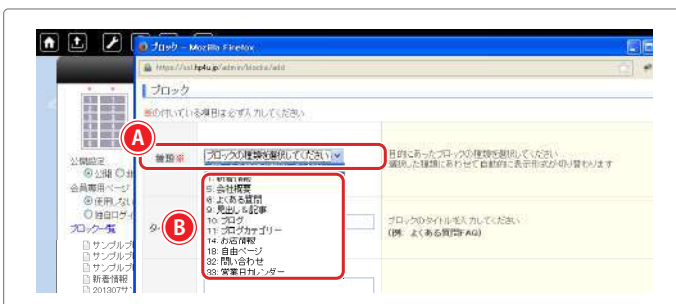 ブロック - Mozilla Firefox
https://ssl.hp4u.jp/admin/blocks/add
ブロック
※の付いている項目は必ず入力してください
A
種類※
ブロックの種類を選択してください
目的にあったブロックの種類を選択してください
選択した種類にあわせて自動的に表示形式が切り替わります
公開設定
公開
会員専用ページ
使用しない
独自ログイ
ブロック一覧
サンプルブ
サンプルブ
サンプルブ
新着情報
201307サ
B
1: 新着情報
5: 会社概要
6: よくある質問
9: 見出し&記事
10: ブログ
11: ブログカテゴリー
14: お店情報
18: 自由ページ
32: 問い合わせ
33: 営業日カレンダー
ブロックのタイトルを入力してください
(例: よくある質問FAQ)